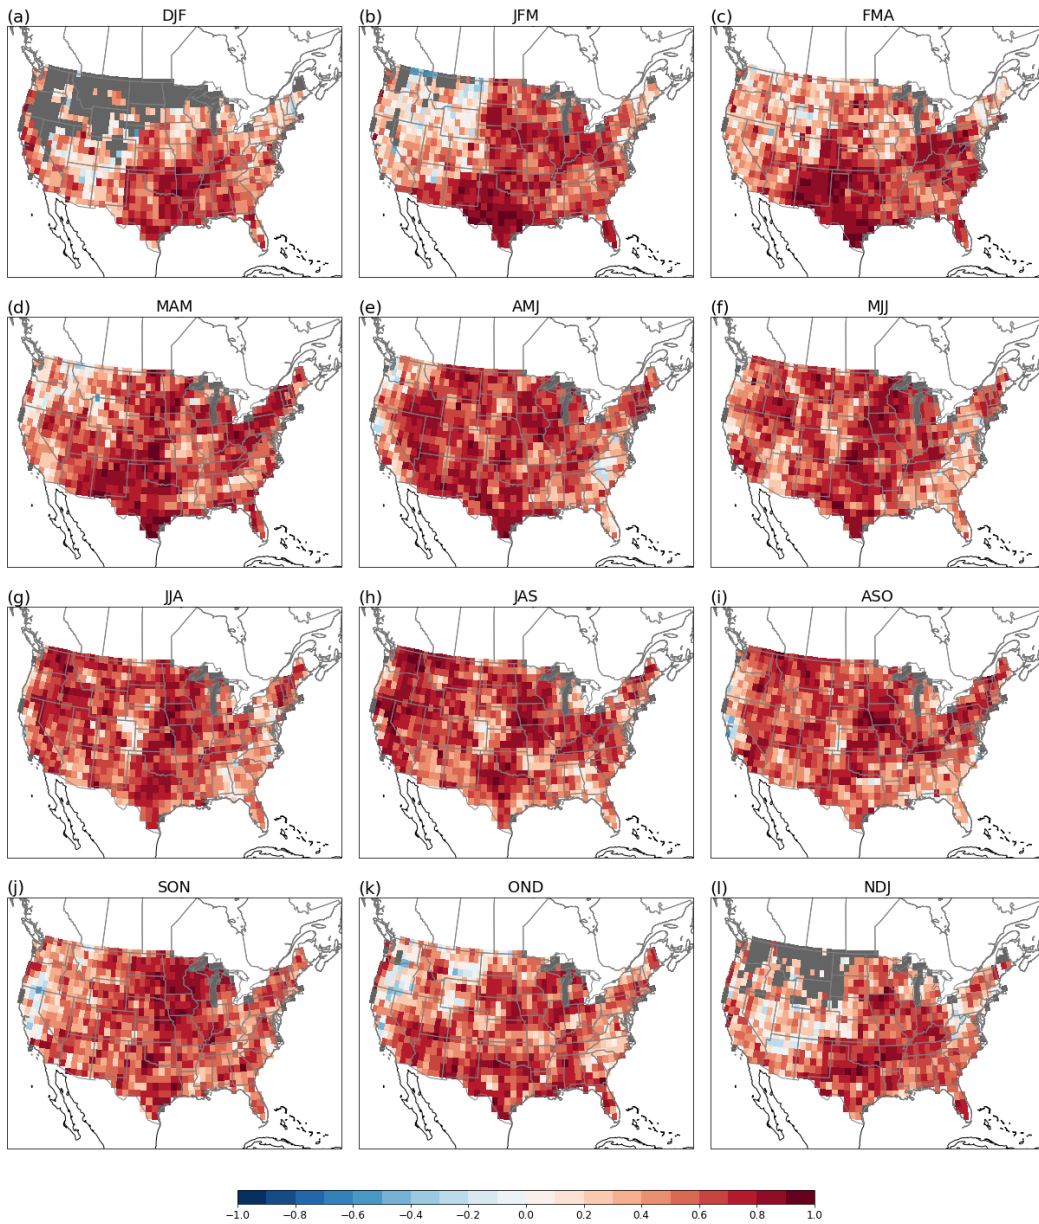 (a) DJF
(b) JFM
(c) FMA
(d) MAM
(e) AMJ
(f) MJJ
(g) JJA
(h) JAS
(i) ASO
(j) SON
(k) OND
(l) NDJ
−1.0 −0.8 −0.6 −0.4 −0.2 0.0 0.2 0.4 0.6 0.8 1.0